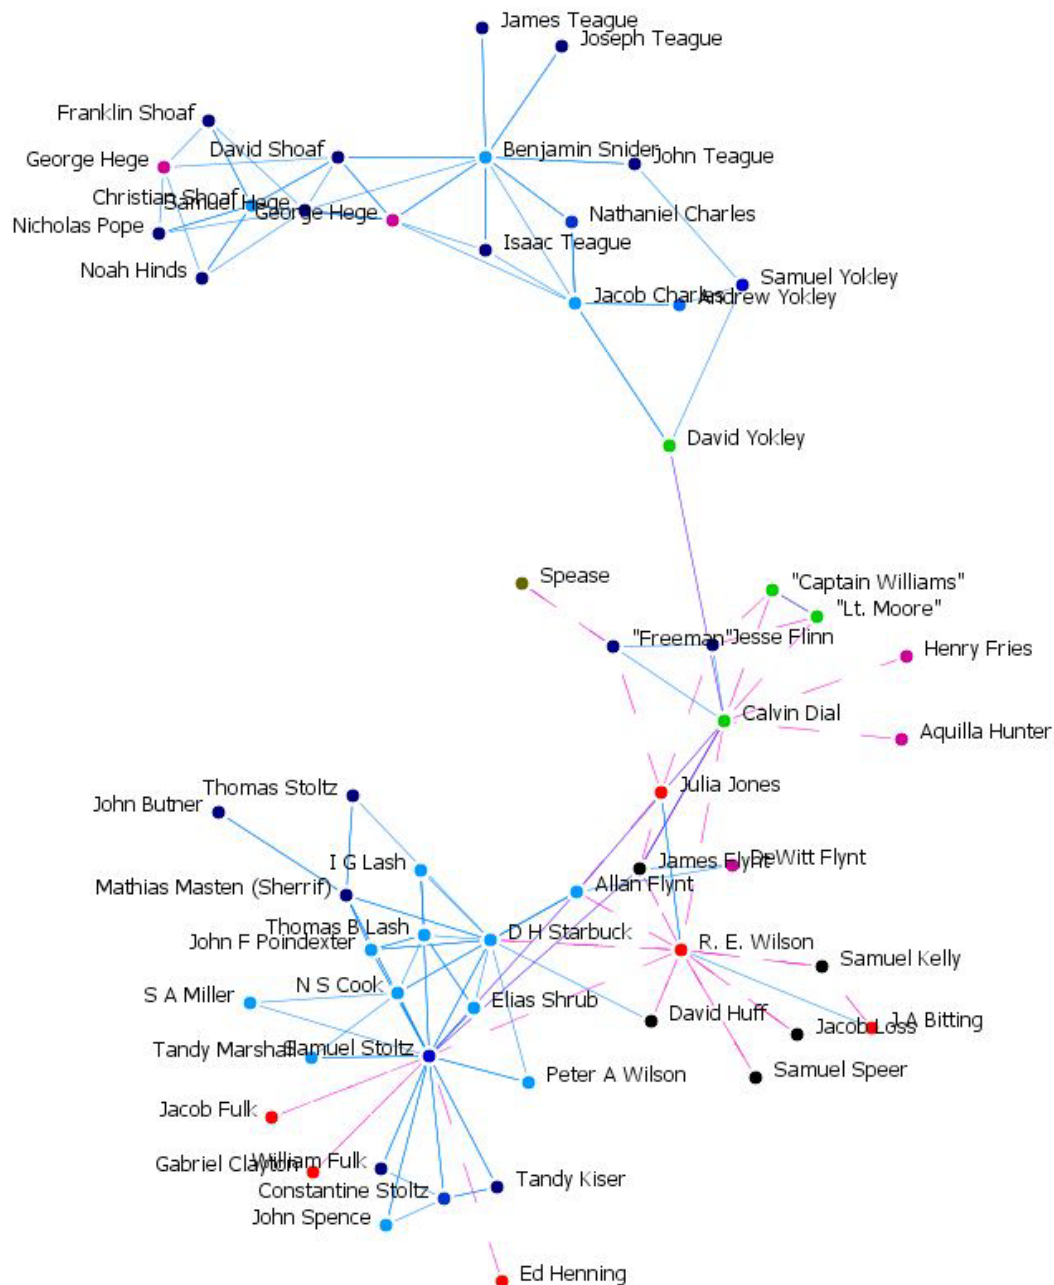 James Teague
Joseph Teague
Franklin Shoaf
David Shoaf
Benjamin Snider
John Teague
George Hege
Christian Shoaf
Samuel Hege
George Hege
Nathaniel Charles
Nicholas Pope
Isaac Teague
Noah Hinds
Samuel Yokley
Jacob Charles
Andrew Yokley
David Yokley
Spease
"Captain Williams"
"Lt. Moore"
"Freeman"
Jesse Flinn
Henry Fries
Calvin Dial
Aquilla Hunter
Thomas Stoltz
Julia Jones
John Butner
I G Lash
James Flynt
DeWitt Flynt
Mathias Masten (Sherrif)
Allan Flynt
Thomas B Lash
D H Starbuck
John F Poindexter
R. E. Wilson
Samuel Kelly
N S Cook
S A Miller
Elias Shrub
David Huff
Jacob Loss
J A Bitting
Tandy Marshall
Samuel Stoltz
Peter A Wilson
Samuel Speer
Jacob Fulk
Gabriel Clayton
William Fulk
Constantine Stoltz
Tandy Kiser
John Spence
Ed Henning